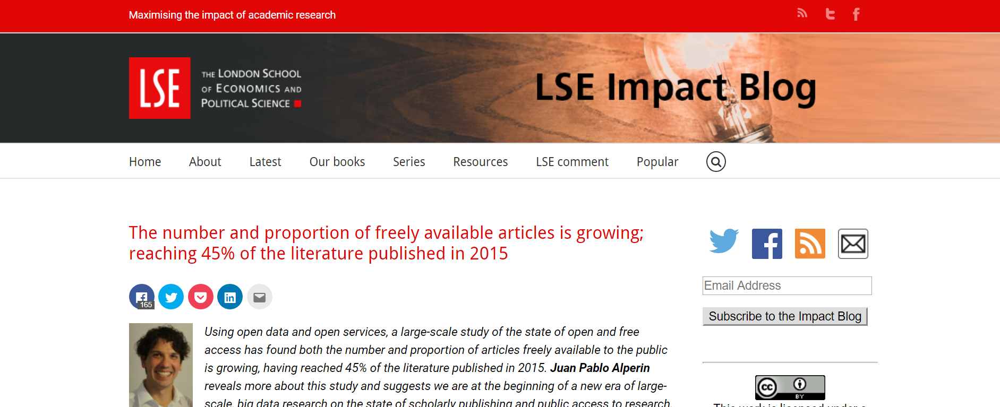 Maximising the impact of academic research
LSE
THE LONDON SCHOOL
OF ECONOMICS AND
POLITICAL SCIENCE
LSE Impact Blog
Home About Latest Our books Series Resources LSE comment Popular
The number and proportion of freely available articles is growing;
reaching 45% of the literature published in 2015
165
Using open data and open services, a large-scale study of the state of open and free
access has found both the number and proportion of articles freely available to the public
is growing, having reached 45% of the literature published in 2015. Juan Pablo Alperin
reveals more about this study and suggests we are at the beginning of a new era of large-
scale, big data research on the state of scholarly publishing and public access to research.
Email Address
Subscribe to the Impact Blog
cc
BY
This work is licensed under a